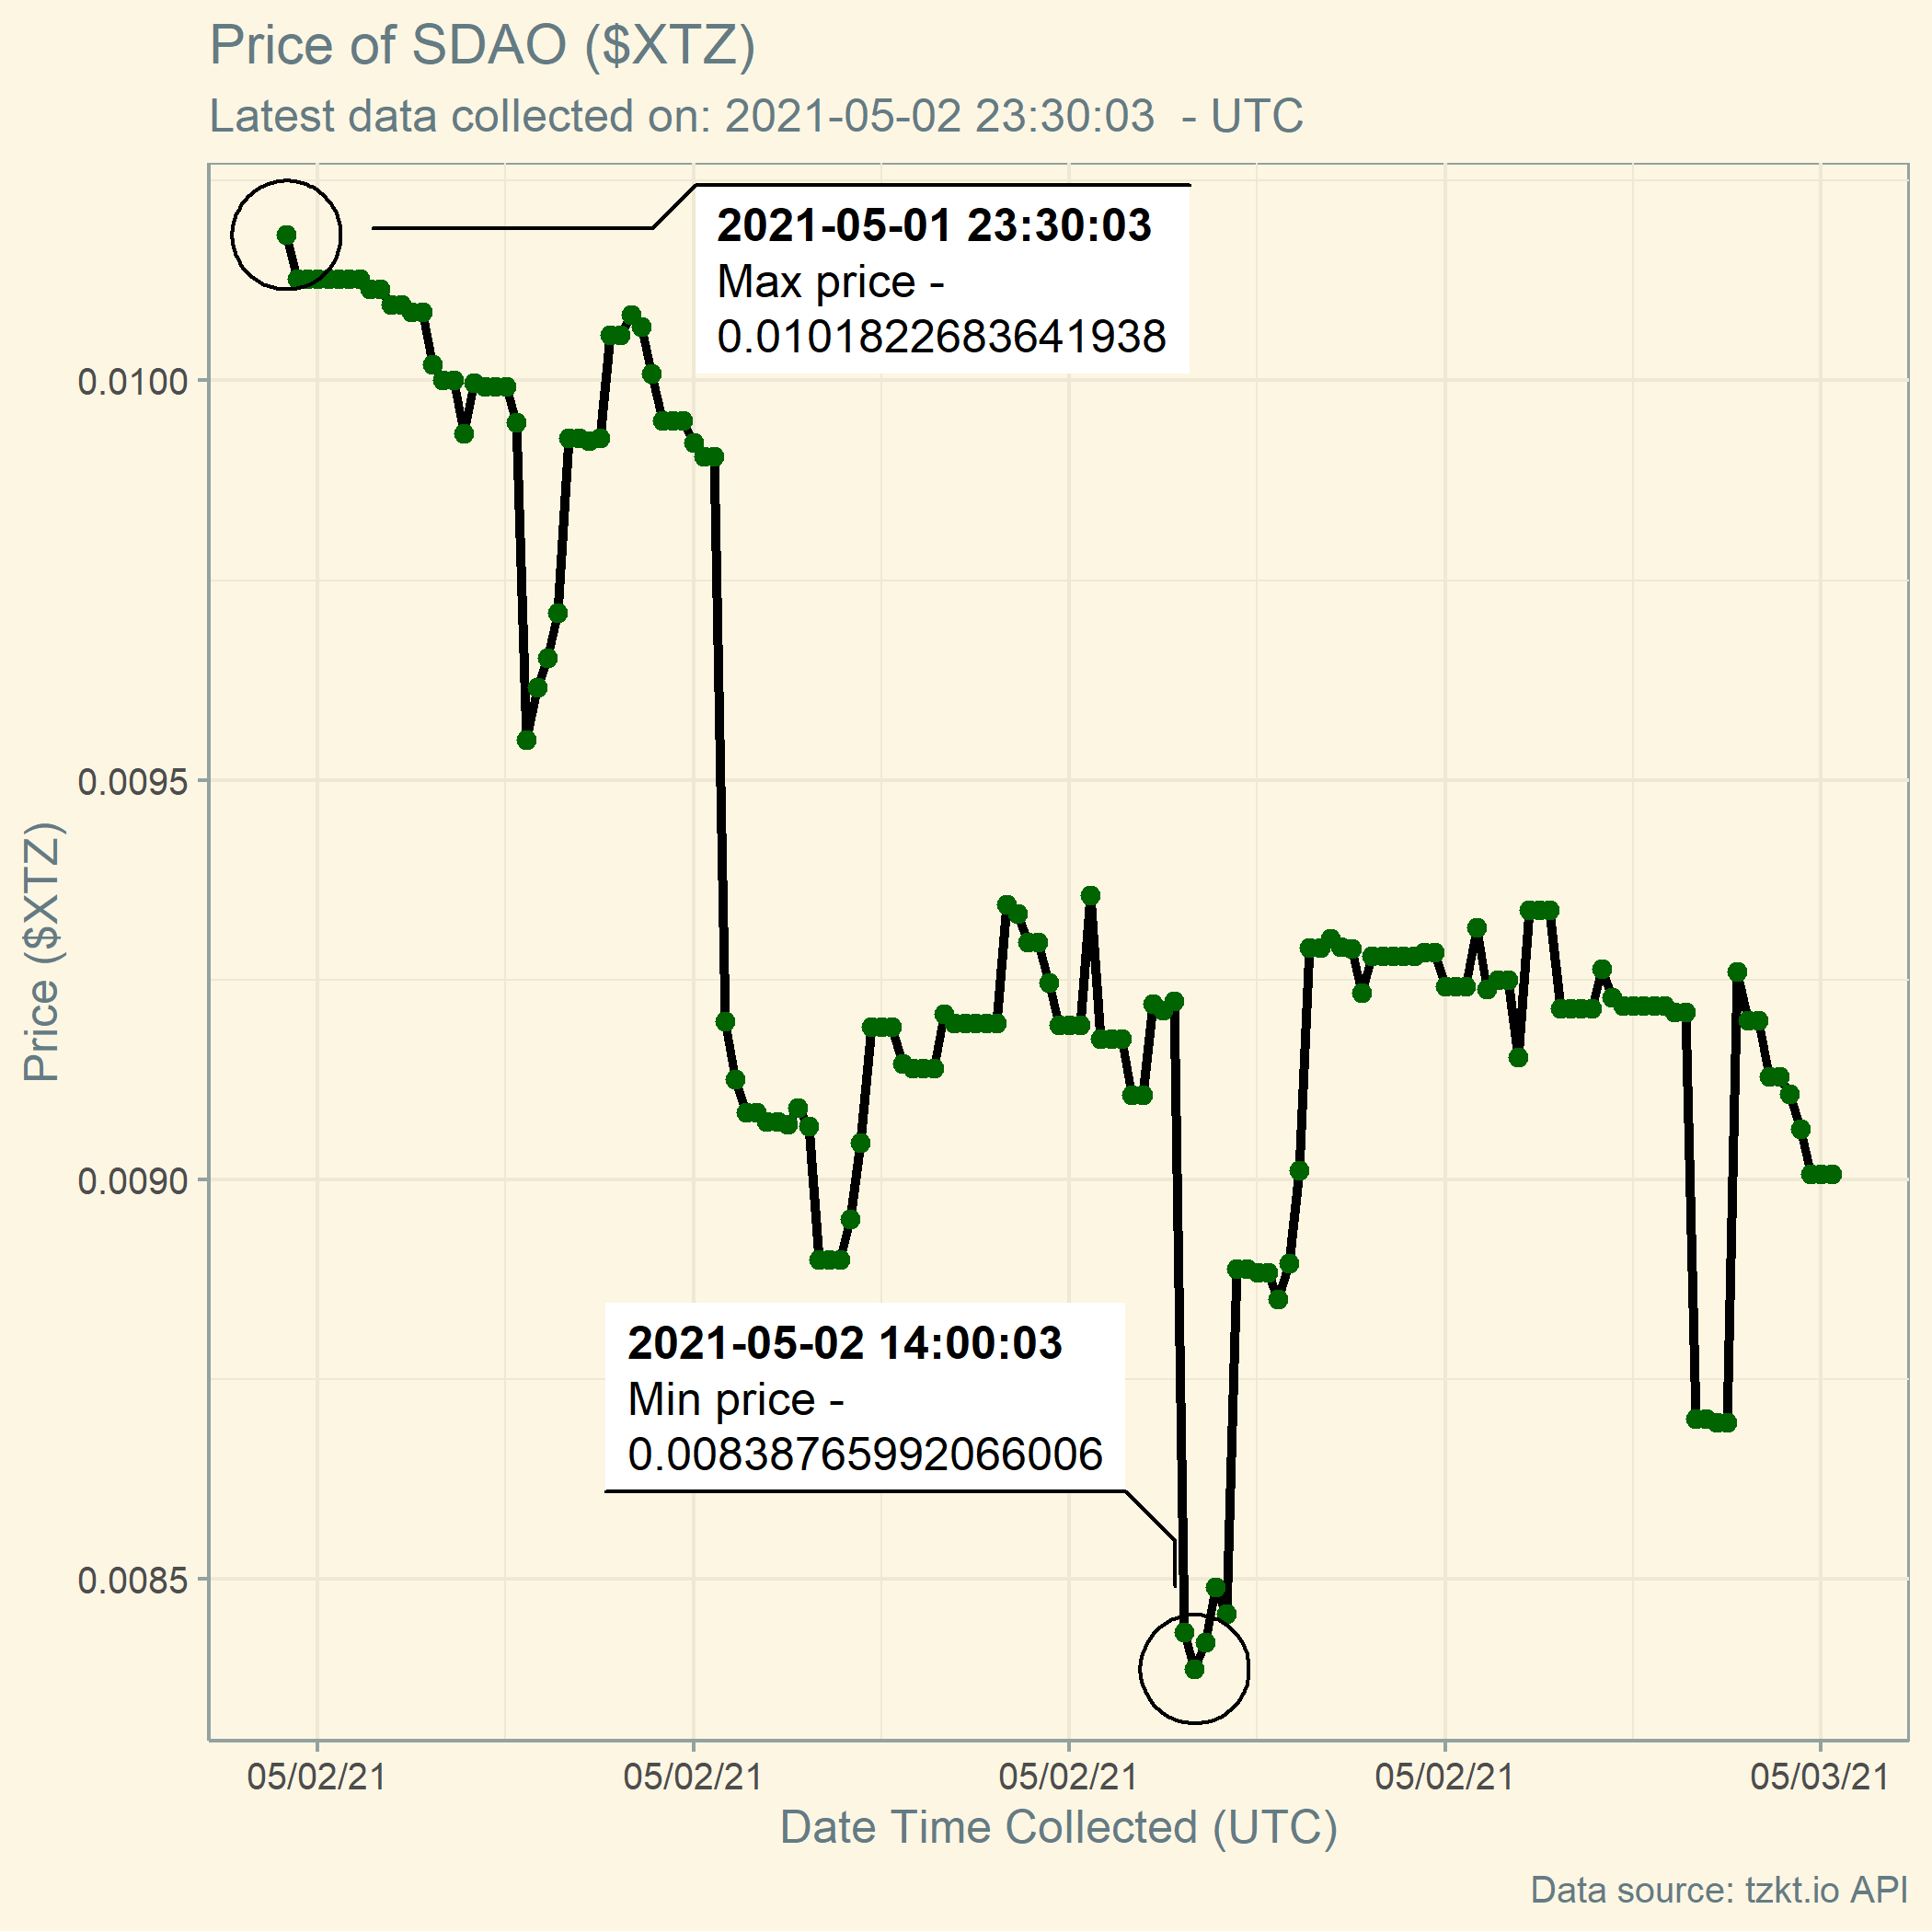 Price of SDAO ($XTZ)
Latest data collected on: 2021-05-02 23:30:03  - UTC
2021-05-01 23:30:03
Max price -
0.0101822683641938
0.0100
0.0095
Price ($XTZ)
0.0090
2021-05-02 14:00:03
Min price -
0.00838765992066006
0.0085
05/02/21 05/02/21 05/02/21 05/02/21 05/03/21
Date Time Collected (UTC)
Data source: tzkt.io API